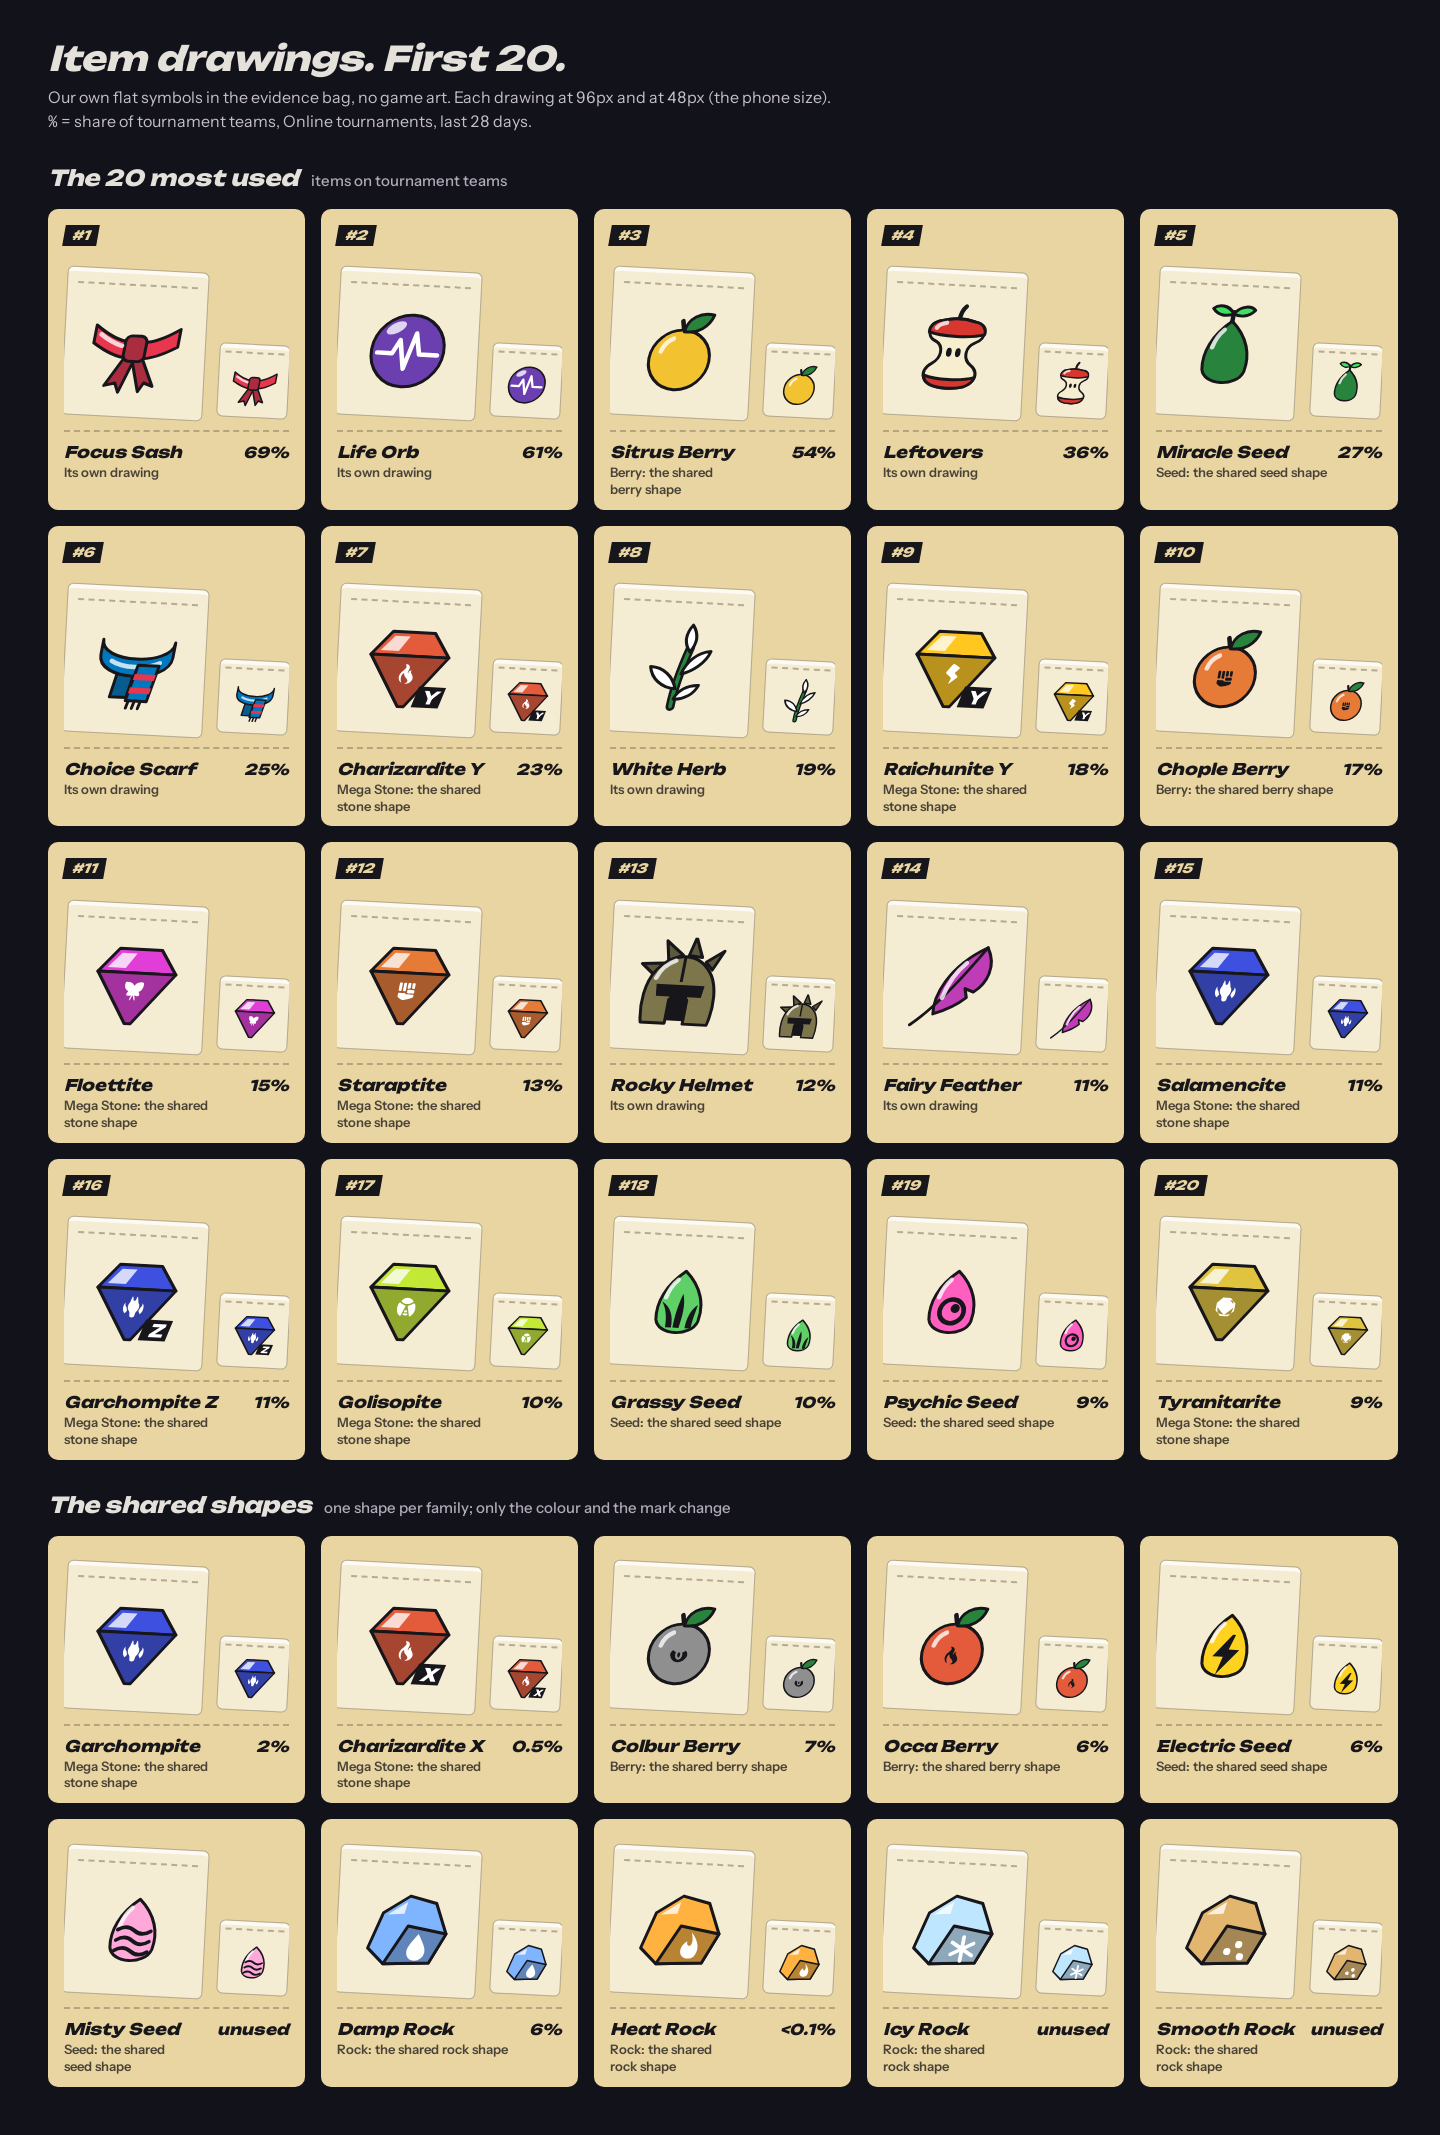 Item drawings. First 20.
Our own flat symbols in the evidence bag, no game art. Each drawing at 96px and at 48px (the phone size).
% = share of tournament teams, Online tournaments, last 28 days.
The 20 most used items on tournament teams
#1
Focus Sash 69%
Its own drawing
#2
Life Orb 61%
Its own drawing
#3
Sitrus Berry 54%
Berry: the shared
berry shape
#4
Leftovers 36%
Its own drawing
#5
Miracle Seed 27%
Seed: the shared seed shape
#6
Choice Scarf 25%
Its own drawing
#7
Y
Y
Charizardite Y 23%
Mega Stone: the shared
stone shape
#8
White Herb 19%
Its own drawing
#9
Y
Y
Raichunite Y 18%
Mega Stone: the shared
stone shape
#10
Chople Berry 17%
Berry: the shared berry shape
#11
Floettite 15%
Mega Stone: the shared
stone shape
#12
Staraptite 13%
Mega Stone: the shared
stone shape
#13
Rocky Helmet 12%
Its own drawing
#14
Fairy Feather 11%
Its own drawing
#15
Salamencite 11%
Mega Stone: the shared
stone shape
#16
Z
Z
Garchompite Z 11%
Mega Stone: the shared
stone shape
#17
Golisopite 10%
Mega Stone: the shared
stone shape
#18
Grassy Seed 10%
Seed: the shared seed shape
#19
Psychic Seed 9%
Seed: the shared seed shape
#20
Tyranitarite 9%
Mega Stone: the shared
stone shape
The shared shapes one shape per family; only the colour and the mark change
Garchompite 2%
Mega Stone: the shared
stone shape
X
X
Charizardite X 0.5%
Mega Stone: the shared
stone shape
Colbur Berry 7%
Berry: the shared berry shape
Occa Berry 6%
Berry: the shared berry shape
Electric Seed 6%
Seed: the shared seed shape
Misty Seed unused
Seed: the shared
seed shape
Damp Rock 6%
Rock: the shared rock shape
Heat Rock <0.1%
Rock: the shared
rock shape
Icy Rock unused
Rock: the shared
rock shape
Smooth Rock unused
Rock: the shared
rock shape